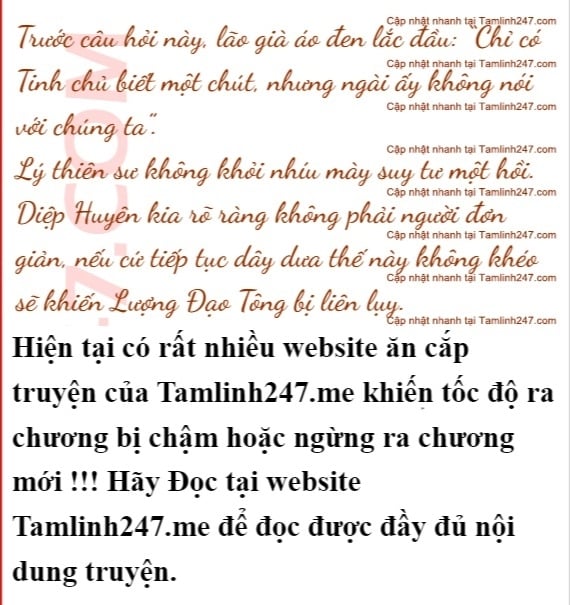 Cập nhật nhanh tại Tamlinh247.com
Trước câu hỏi này, lão già áo đen lắc đầu: “Chỉ có
Cập nhật nhanh tại Tamlinh247.com
Tinh chủ biết một chút, nhưng ngài ấy không nói
Cập nhật nhanh tại Tamlinh247.com
với chúng ta”.
Cập nhật nhanh tại Tamlinh247.com
Lý thiên sư không khỏi nhíu mày suy tư một hồi.
Cập nhật nhanh tại Tamlinh247.com
Diệp Huyên kia rõ ràng không phải người đơn
Cập nhật nhanh tại Tamlinh247.com
giản, nếu cứ tiếp tục dây dưa thế này không khéo
Cập nhật nhanh tại Tamlinh247.com
sẽ khiến Lượng Đạo Tông bị liên lụy.
Cập nhật nhanh tại Tamlinh247.com
7.COM
Hiện tại có rất nhiều website ăn cắp
truyện của Tamlinh247.me khiến tốc độ ra
chương bị chậm hoặc ngừng ra chương
mới !!! Hãy Đọc tại website
Tamlinh247.me để đọc được đầy đủ nội
dung truyện.